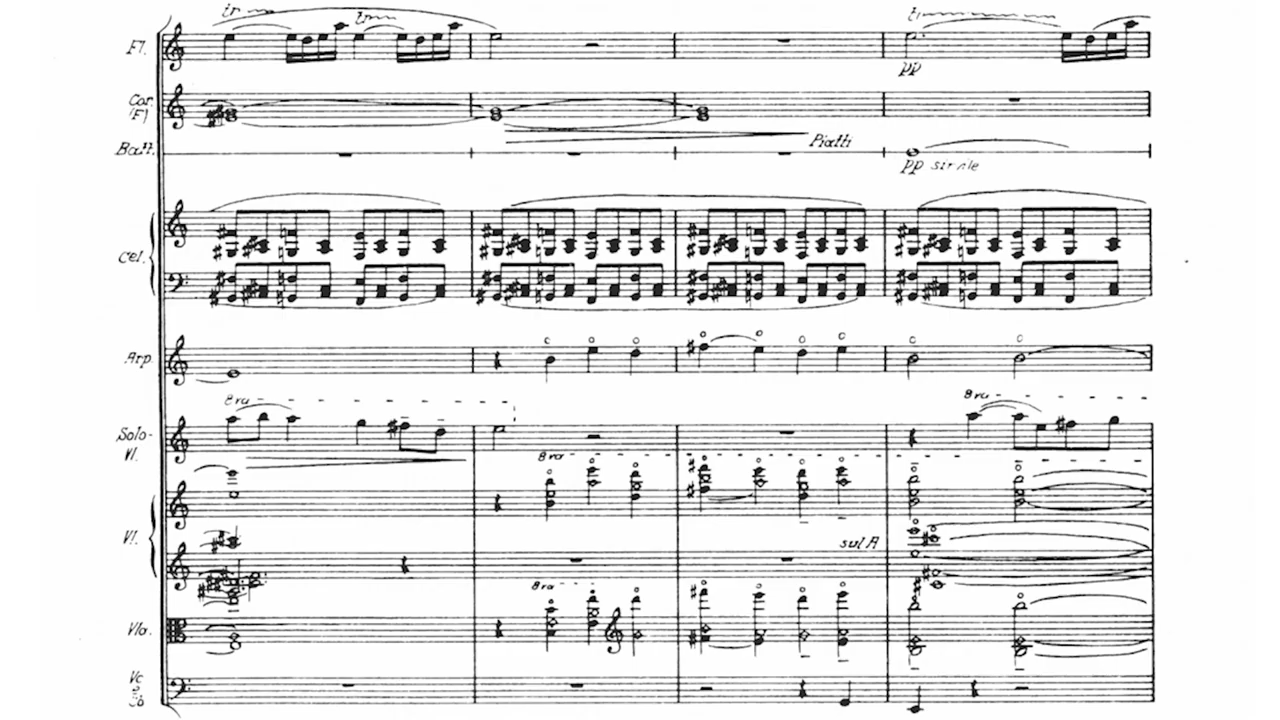 tr tr tr
Fl.
pp
Cor.
(F)
Batt.
Piatti
pp simile
Cel.
Arp
8va
8va
Solo-
Vl.
8va
Vl.
sul A
8va
Vla.
Vc
e
Cb